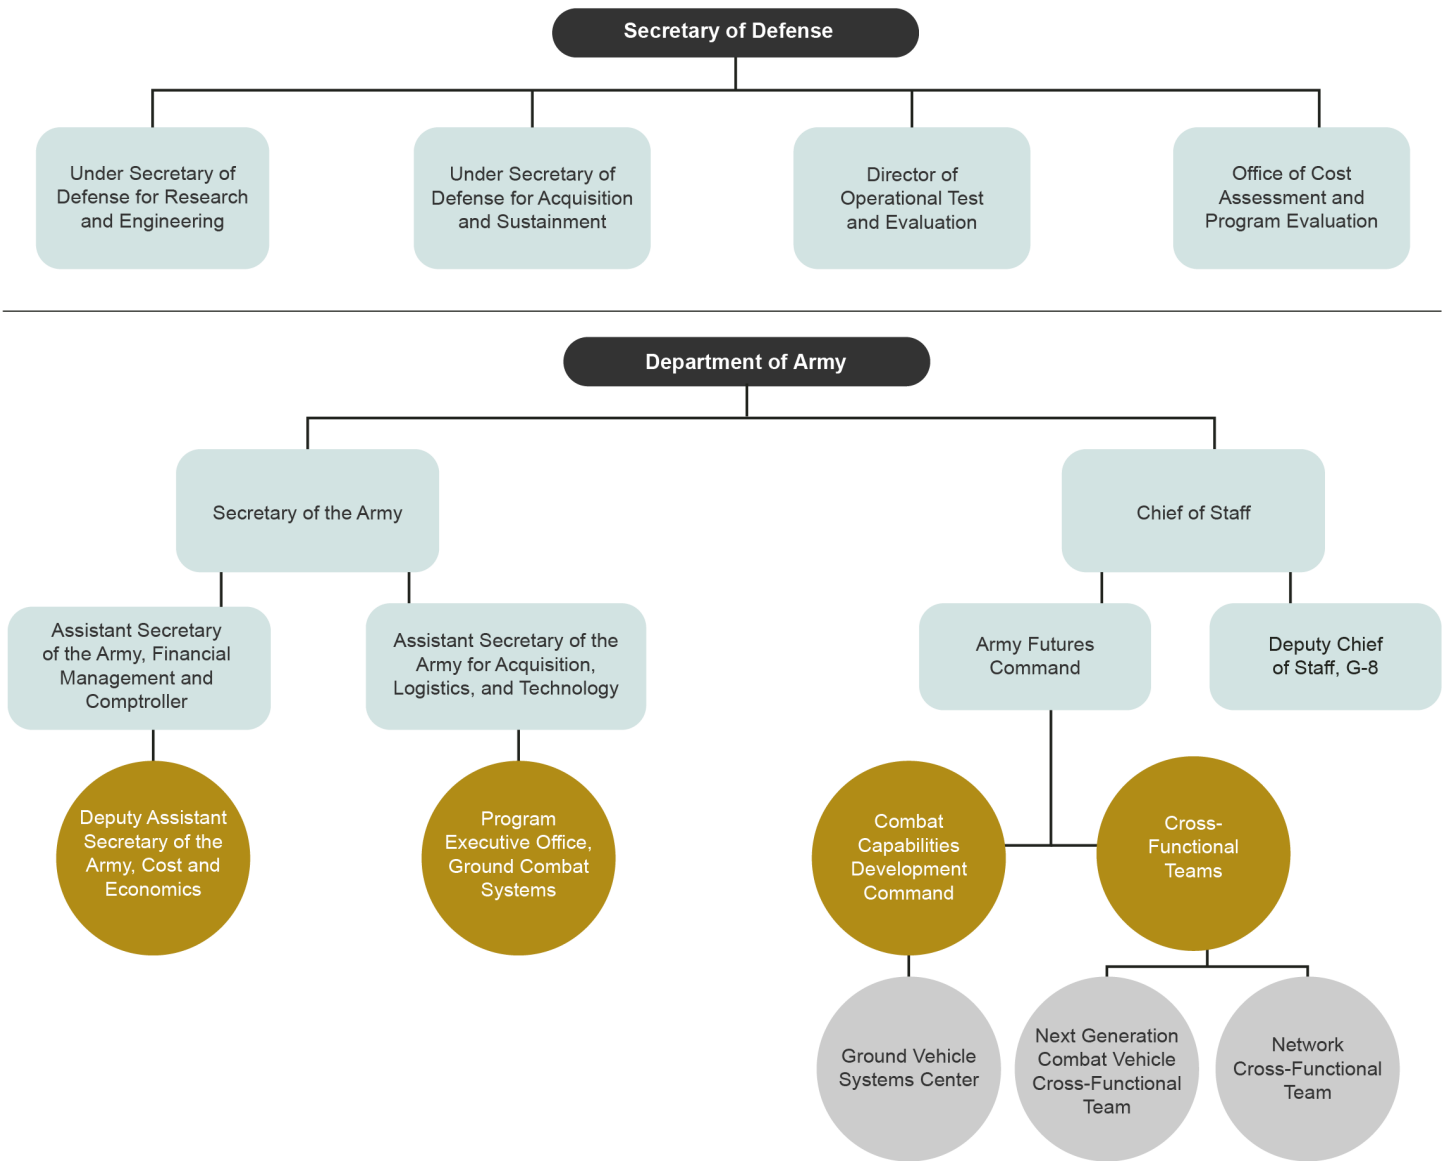 Secretary of Defense
Under Secretary of
Defense for Research
and Engineering
Under Secretary of
Defense for Acquisition
and Sustainment
Director of
Operational Test
and Evaluation
Office of Cost
Assessment and
Program Evaluation
Department of Army
Secretary of the Army
Chief of Staff
Assistant Secretary
of the Army, Financial
Management and
Comptroller
Assistant Secretary of the
Army for Acquisition,
Logistics, and Technology
Army Futures
Command
Deputy Chief
of Staff, G-8
Deputy Assistant
Secretary of the
Army, Cost and
Economics
Program
Executive Office,
Ground Combat
Systems
Combat
Capabilities
Development
Command
Cross-
Functional
Teams
Ground Vehicle
Systems Center
Next Generation
Combat Vehicle
Cross-Functional
Team
Network
Cross-Functional
Team